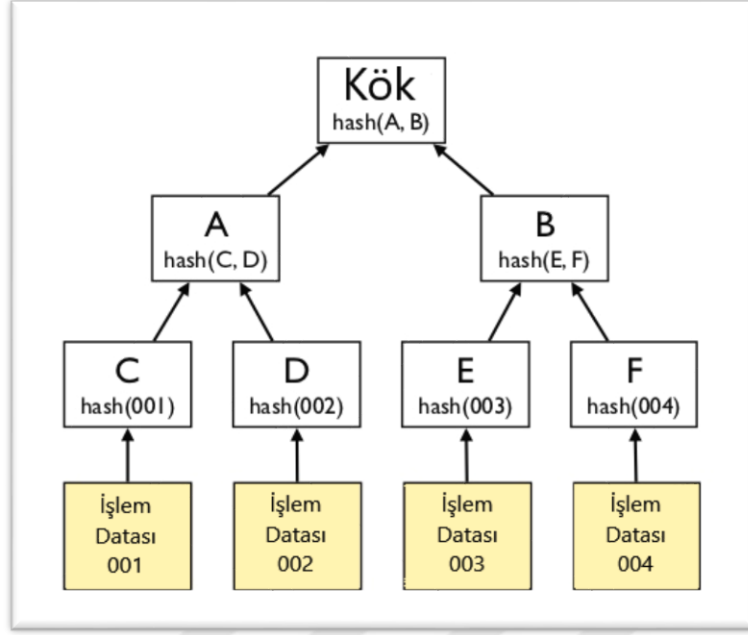 Kök
hash(A, B)
A
hash(C, D)
B
hash(E, F)
C
hash(001)
D
hash(002)
E
hash(003)
F
hash(004)
İşlem
Datası
001
İşlem
Datası
002
İşlem
Datası
003
İşlem
Datası
004